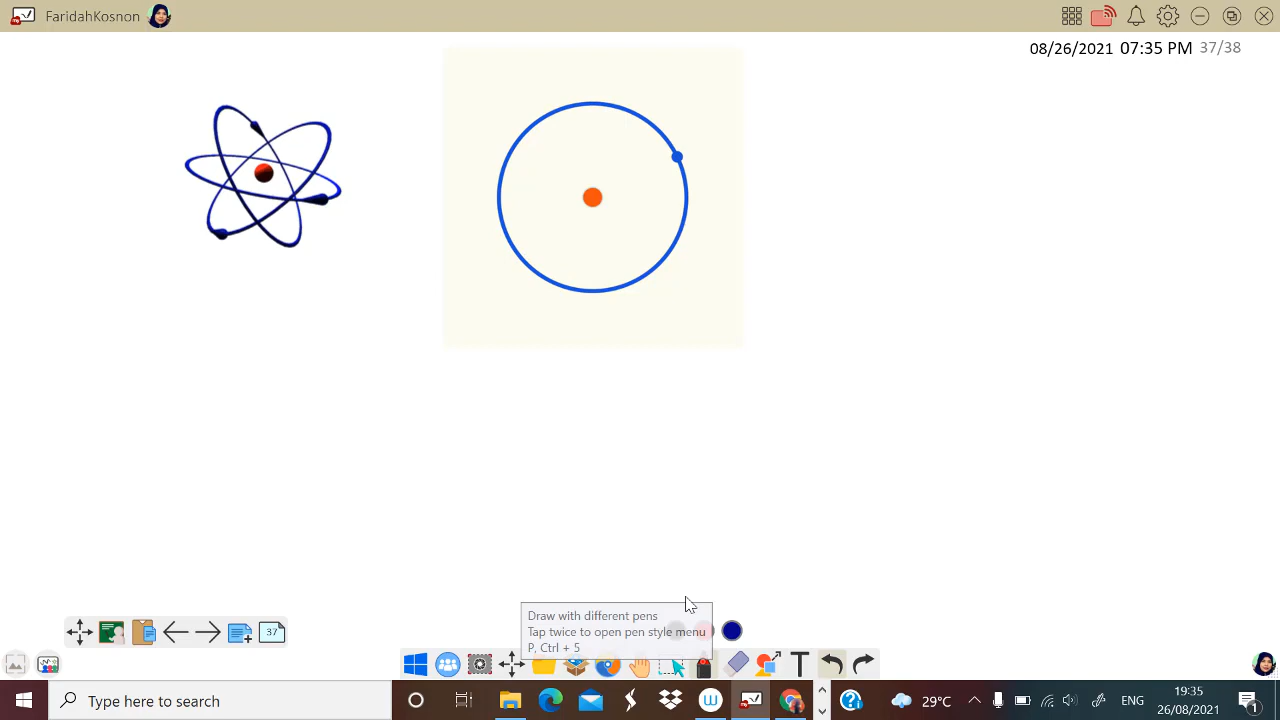 FaridahKosnon
08/26/2021 07:35 PM 37/38
Draw with different pens
Tap twice to open pen style menu
P, Ctrl + 5
37
Type here to search
29°C
ENG
19:35
26/08/2021
1